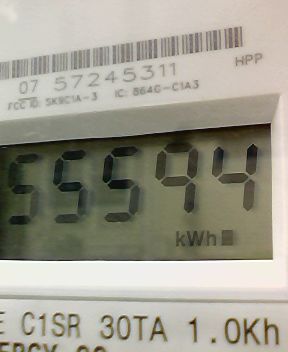 07 57245311
HPP
FCC ID: SK9C1A-3 IC: 864G-C1A3
55594
kWh
C1SR 30TA 1.0Kh